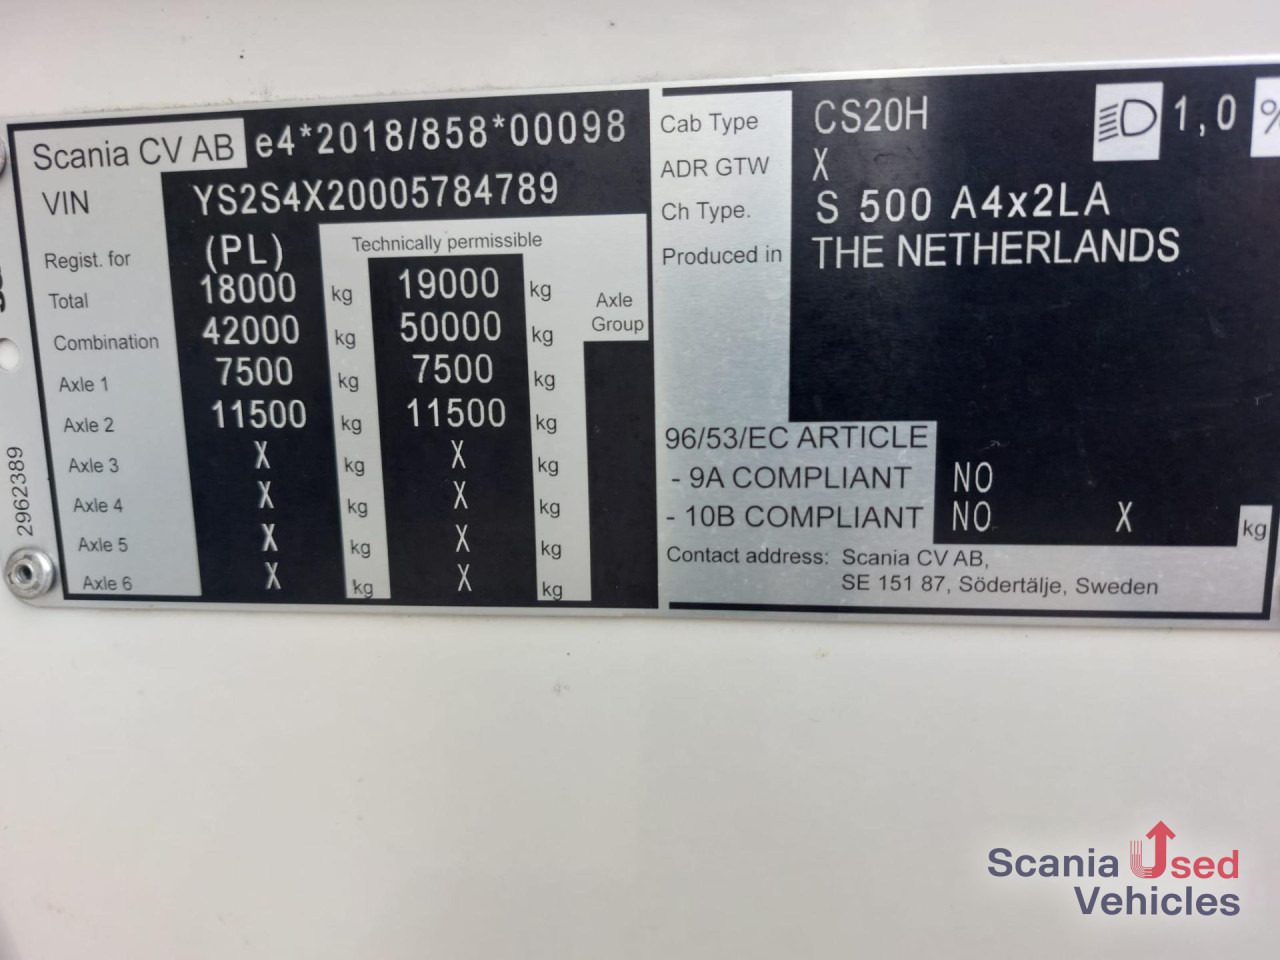 Scania CV AB e4*2018/858*00098
VIN YS2S4X20005784789
Regist. for (PL) Technically permissible
Total 18000 kg 19000 kg Axle Group
Combination 42000 kg 50000 kg
Axle 1 7500 kg 7500 kg
Axle 2 11500 kg 11500 kg
Axle 3 X kg X kg
Axle 4 X kg X kg
Axle 5 X kg X kg
Axle 6 X kg X kg
2962389
Cab Type CS20H 1,0 %
ADR GTW X
Ch Type. S 500 A4x2LA
Produced in THE NETHERLANDS
96/53/EC ARTICLE
- 9A COMPLIANT NO
- 10B COMPLIANT NO X kg
Contact address: Scania CV AB,
SE 151 87, Södertälje, Sweden
Scania Used
Vehicles